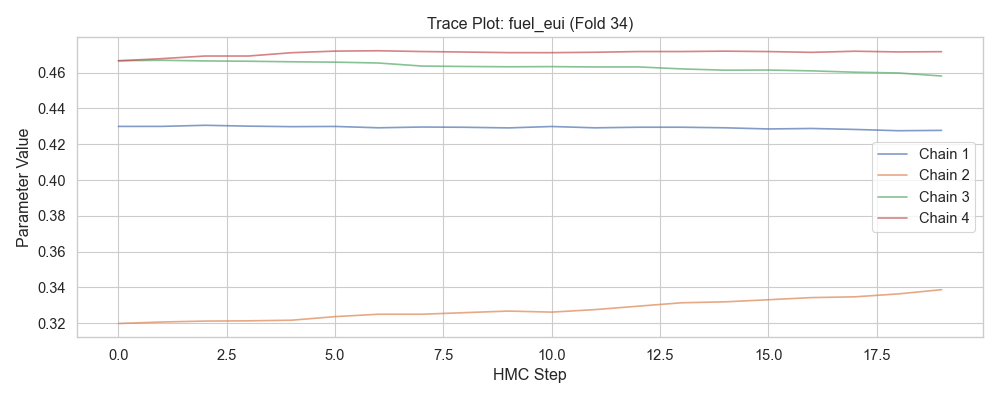 Trace Plot: fuel_eui (Fold 34)
Parameter Value
0.46
0.44
0.42
0.40
0.38
0.36
0.34
0.32
Chain 1
Chain 2
Chain 3
Chain 4
0.0 2.5 5.0 7.5 10.0 12.5 15.0 17.5
HMC Step